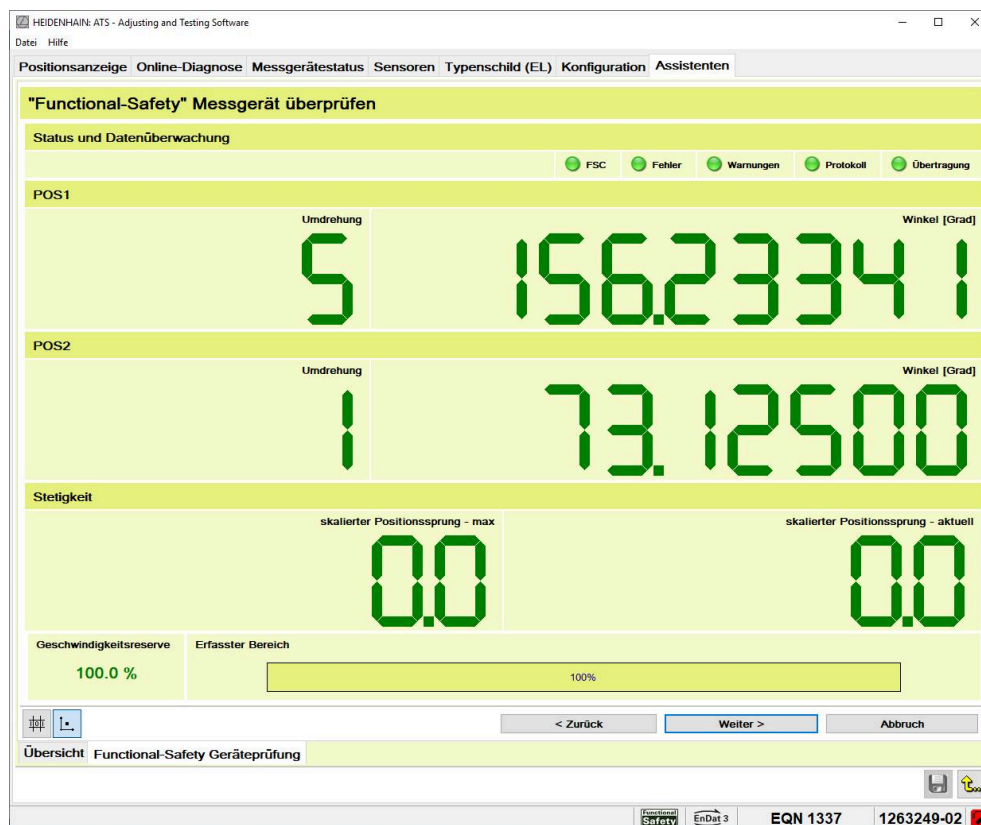 HEIDENHAIN: ATS - Adjusting and Testing Software
Datei Hilfe
Positionsanzeige Online-Diagnose Messgerätestatus Sensoren Typenschild (EL) Konfiguration Assistenten
"Functional-Safety" Messgerät überprüfen
Status und Datenüberwachung
FSC Fehler Warnungen Protokoll Übertragung
POS1
Umdrehung Winkel [Grad]
5 156.23341
POS2
Umdrehung Winkel [Grad]
1 73.12500
Stetigkeit
skalierter Positionssprung - max skalierter Positionssprung - aktuell
0.0 0.0
Geschwindigkeitsreserve Erfasster Bereich
100.0 % 100%
< Zurück Weiter > Abbruch
Übersicht Functional-Safety Geräteprüfung
Functional Safety EnDat 3 EQN 1337 1263249-02